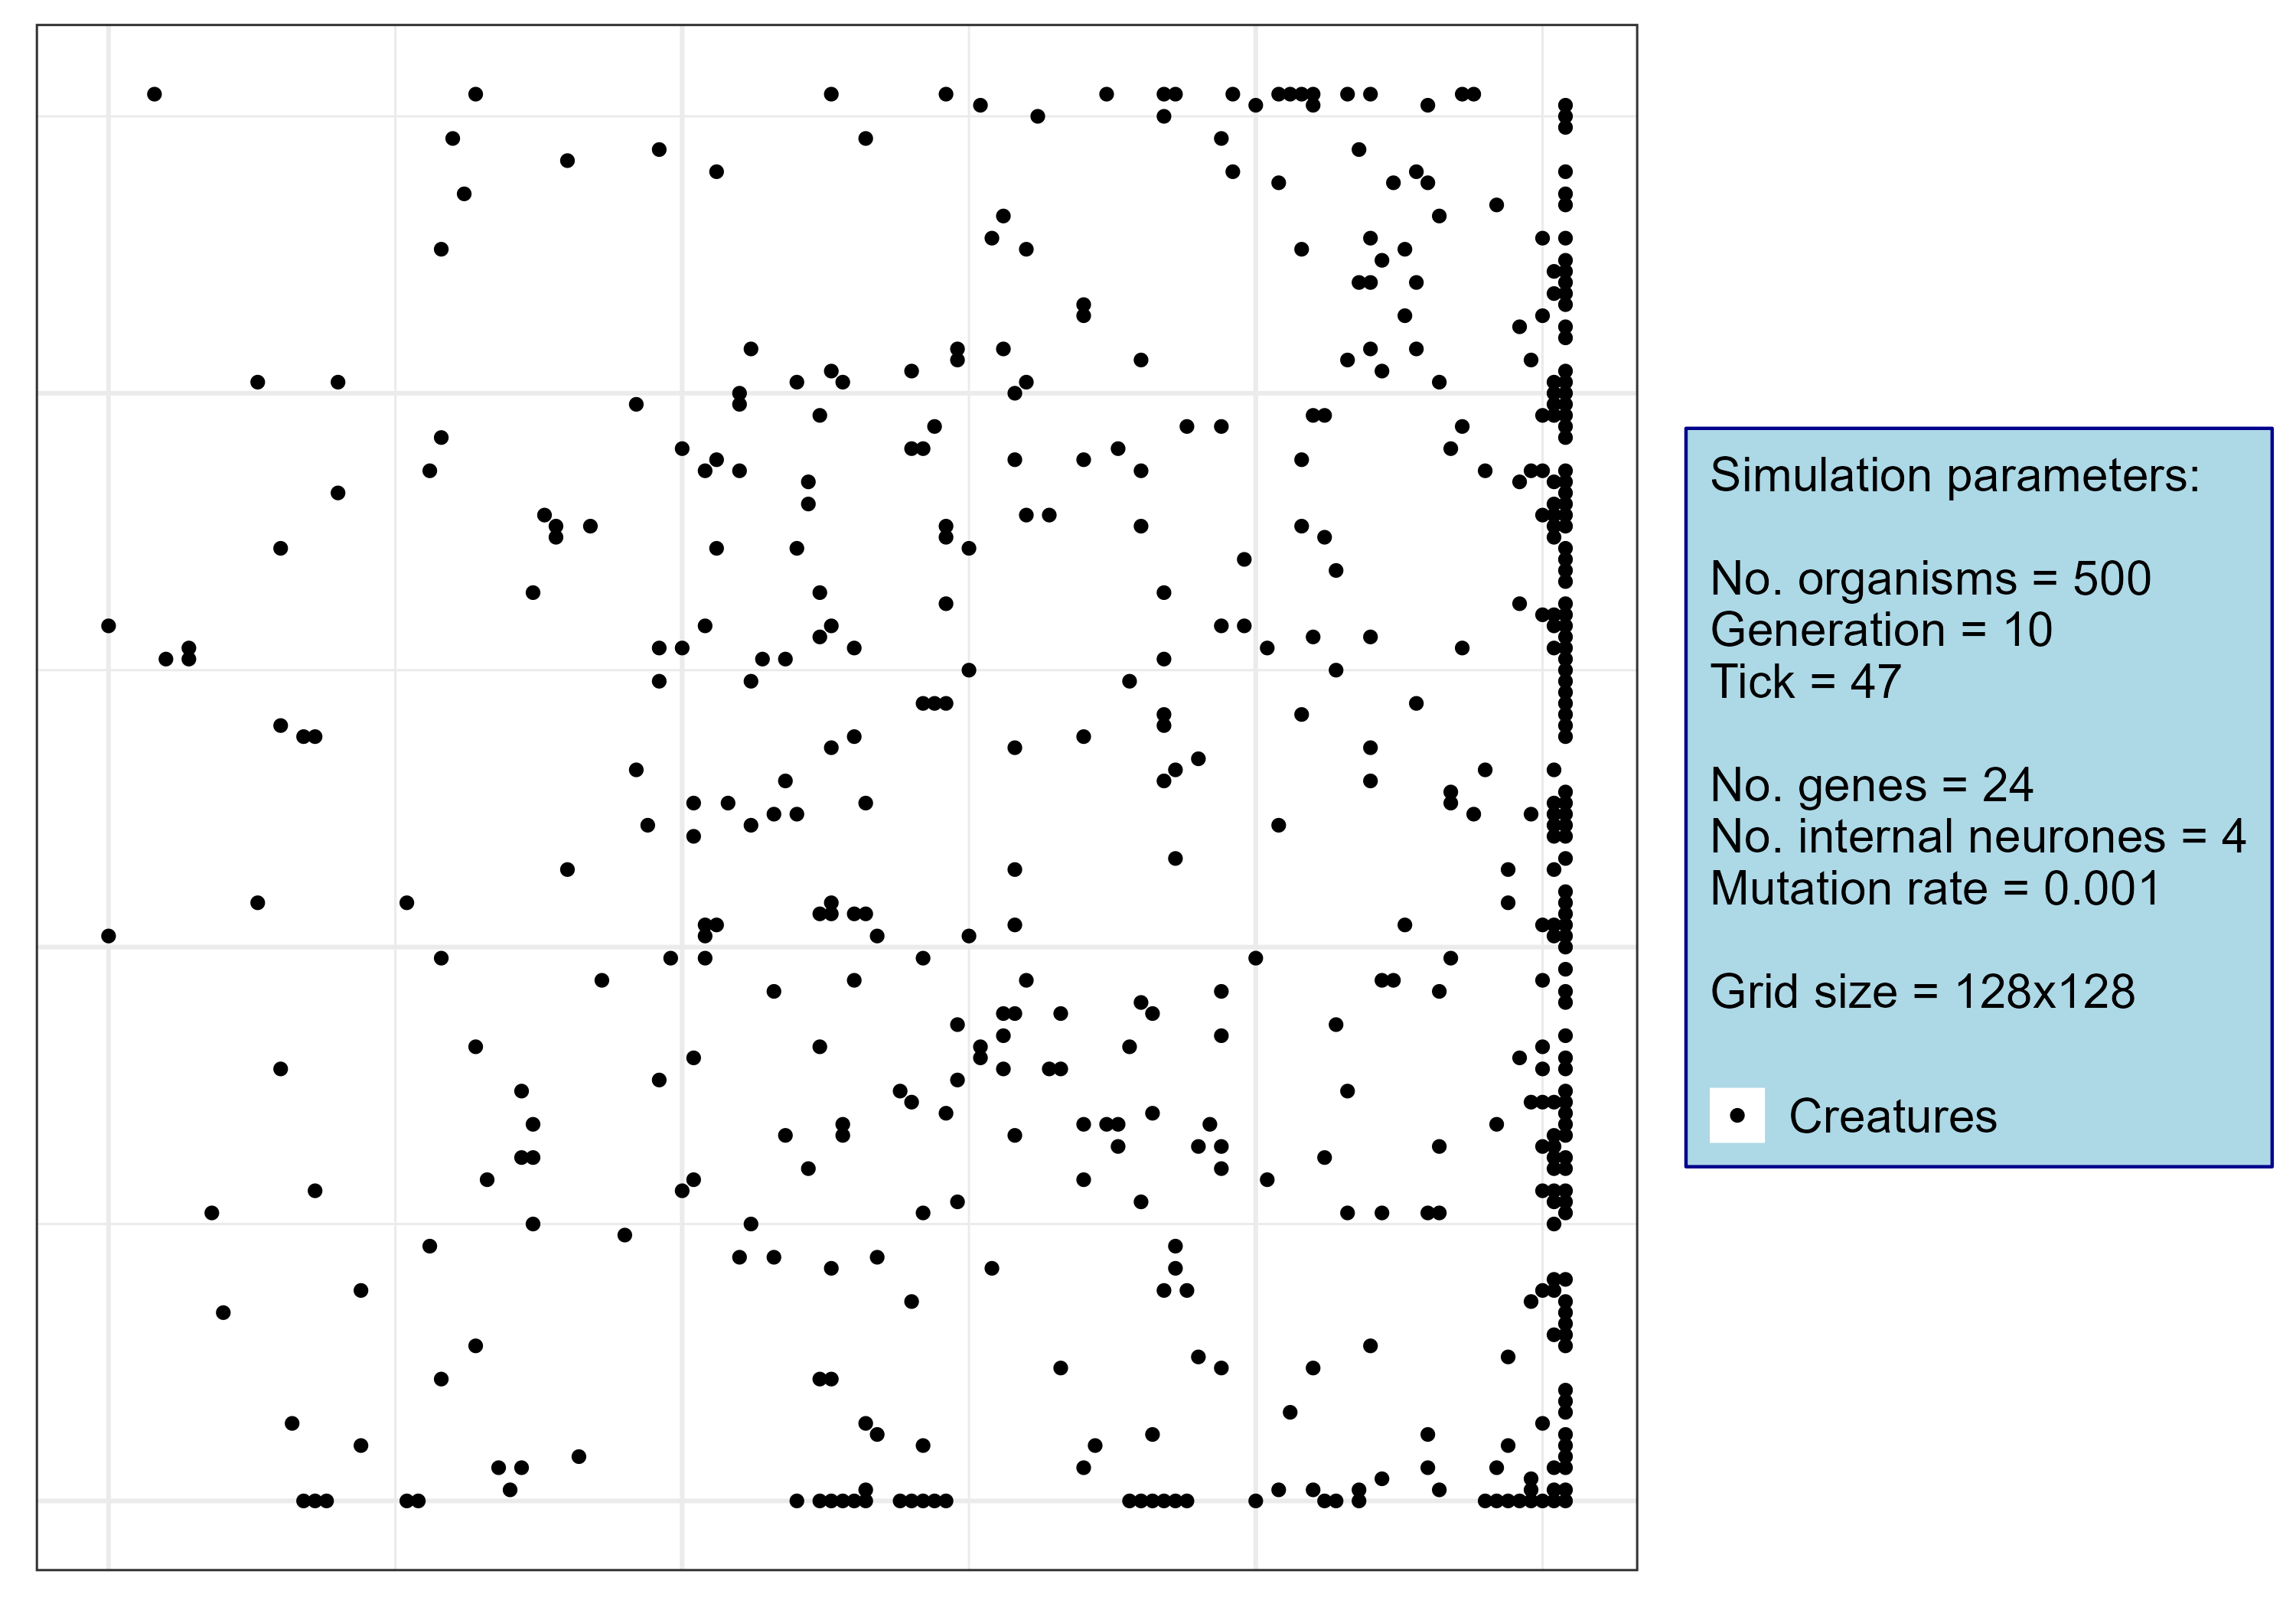 Simulation parameters:
No. organisms = 500
Generation = 10
Tick = 47
No. genes = 24
No. internal neurones = 4
Mutation rate = 0.001
Grid size = 128x128
Creatures